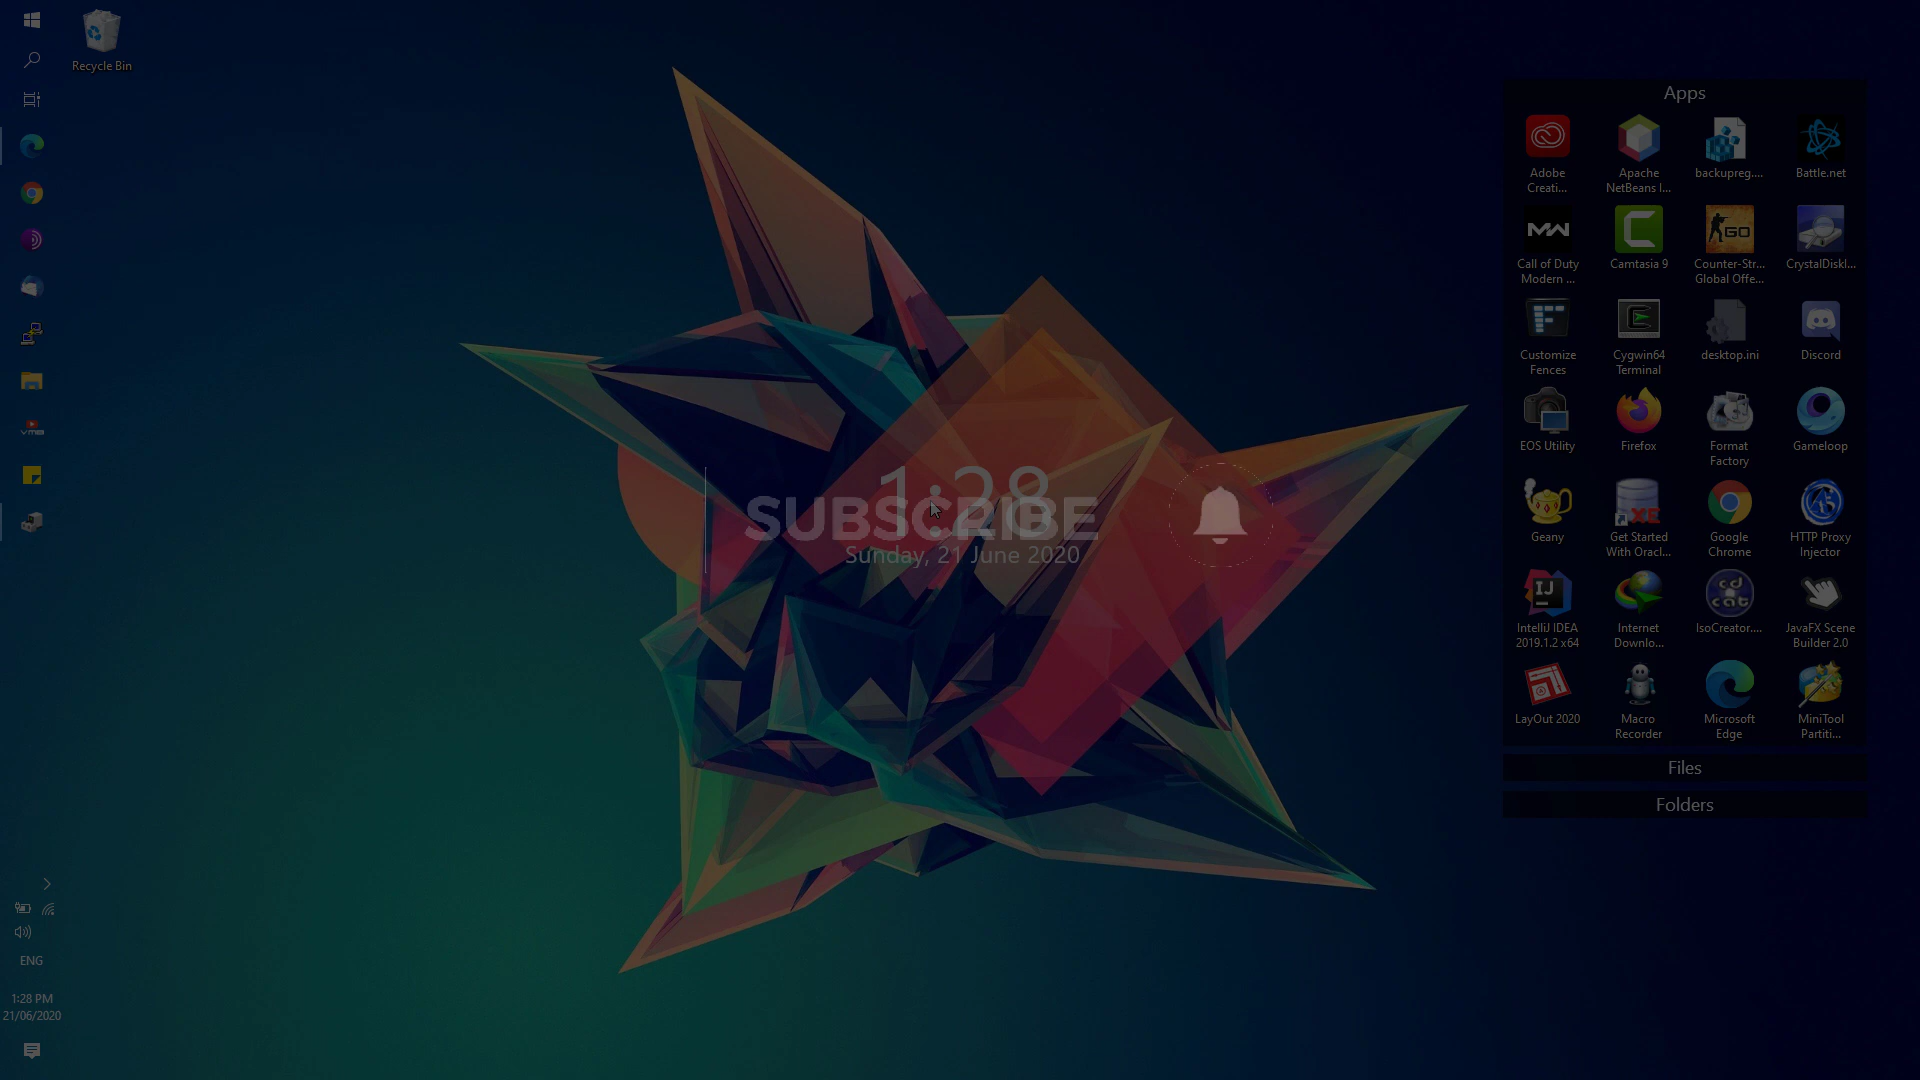 Recycle Bin
1:28
SUBSCRIBE
Sunday, 21 June 2020
Apps
Adobe
Creati...
Apache
NetBeans I...
backupreg....
Battle.net
Call of Duty
Modern ...
Camtasia 9
Counter-Str...
Global Offe...
CrystalDiskI...
Customize
Fences
Cygwin64
Terminal
desktop.ini
Discord
EOS Utility
Firefox
Format
Factory
Gameloop
Geany
Get Started
With Oracl...
Google
Chrome
HTTP Proxy
Injector
IntelliJ IDEA
2019.1.2 x64
Internet
Downlo...
IsoCreator....
JavaFX Scene
Builder 2.0
LayOut 2020
Macro
Recorder
Microsoft
Edge
MiniTool
Partiti...
Files
Folders
ENG
1:28 PM
21/06/2020